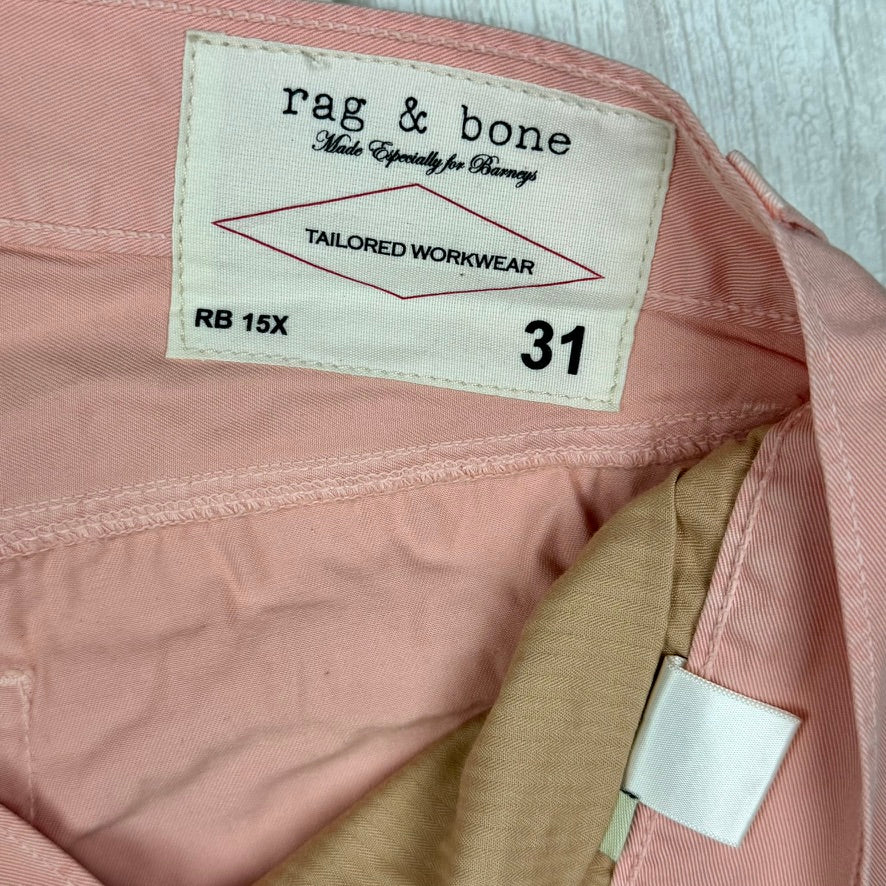 rag & bone
Made Especially for Barneys
TAILORED WORKWEAR
RB 15X
31